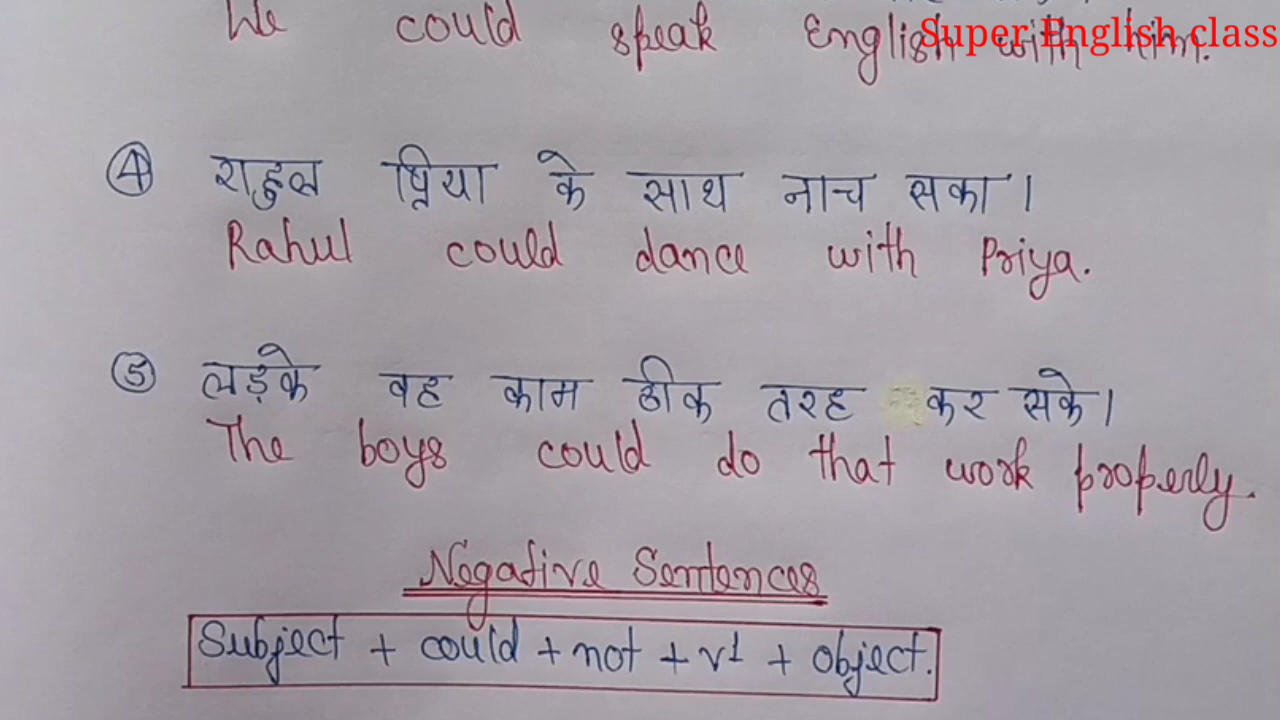 We could speak English with him.
Super English class
④ राहुल प्रिया के साथ नाच सका।
Rahul could dance with Priya.
⑤ लड़के वह काम ठीक तरह कर सके।
The boys could do that work properly.
Negative Sentences
Subject + could + not + v1 + object.